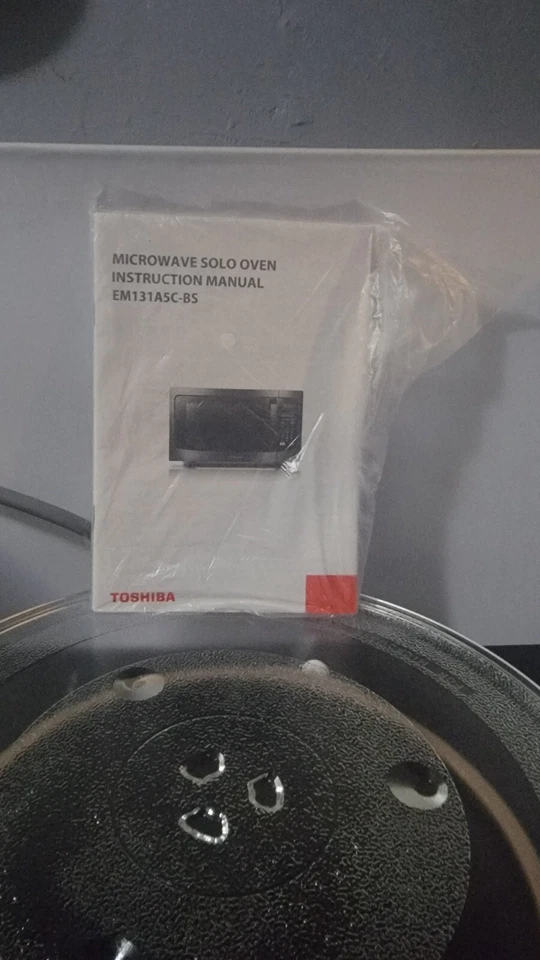 MICROWAVE SOLO OVEN
INSTRUCTION MANUAL
EM131A5C-BS
TOSHIBA